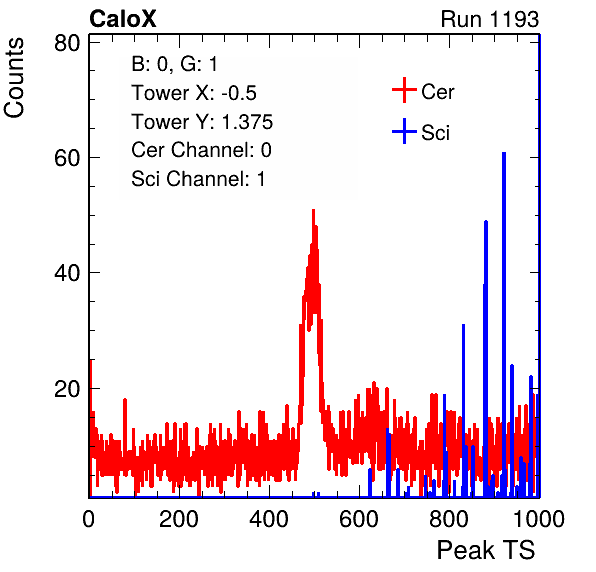 CaloX Run 1193
Counts
80
60
40
20
B: 0, G: 1
Tower X: -0.5
Tower Y: 1.375
Cer Channel: 0
Sci Channel: 1
Cer
Sci
0 200 400 600 800 1000
Peak TS